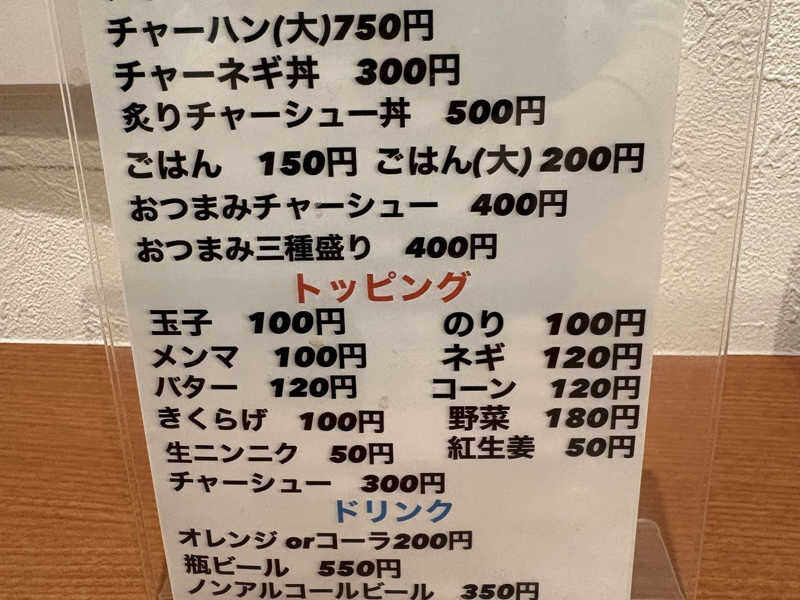 チャーハン(大)750円
チャーネギ丼 300円
炙りチャーシュー丼 500円
ごはん 150円 ごはん(大) 200円
おつまみチャーシュー 400円
おつまみ三種盛り 400円
トッピング
玉子 100円 のり 100円
メンマ 100円 ネギ 120円
バター 120円 コーン 120円
きくらげ 100円 野菜 180円
生ニンニク 50円 紅生姜 50円
チャーシュー 300円
ドリンク
オレンジ orコーラ200円
瓶ビール 550円
ノンアルコールビール 350円